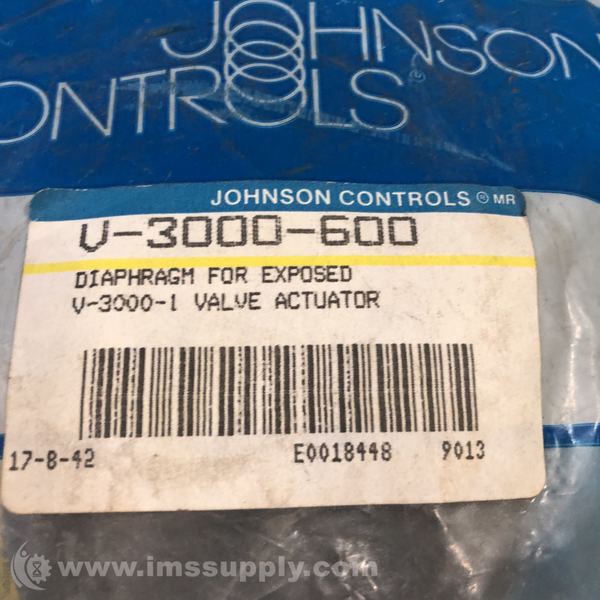 JOHNSON
CONTROLS®
JOHNSON CONTROLS ® MR
V-3000-600
DIAPHRAGM FOR EXPOSED
V-3000-1 VALVE ACTUATOR
17-8-42 E0018448 9013
www.imssupply.com